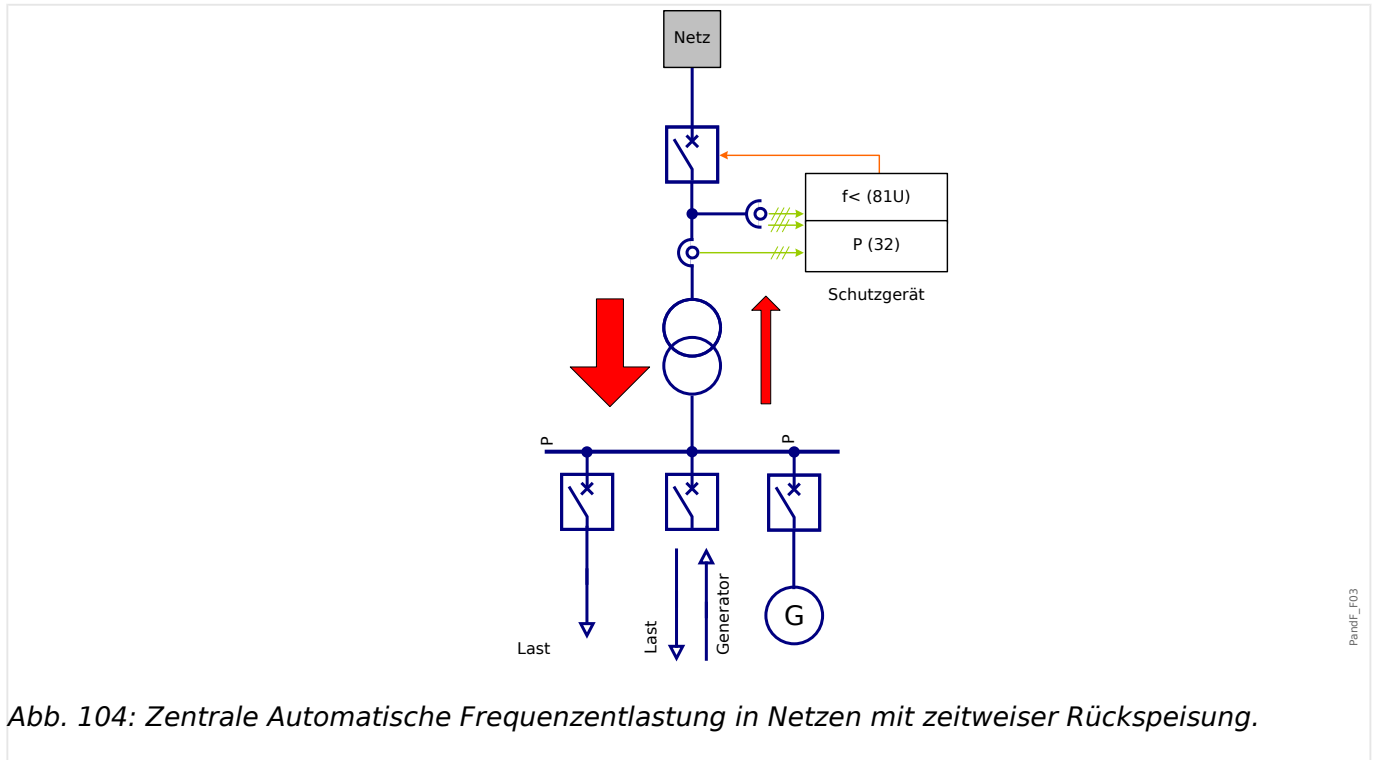 Netz
f< (81U)
P (32)
Schutzgerät
P
P
Last
Last
Generator
G
PandF_F03
Abb. 104: Zentrale Automatische Frequenzentlastung in Netzen mit zeitweiser Rückspeisung.